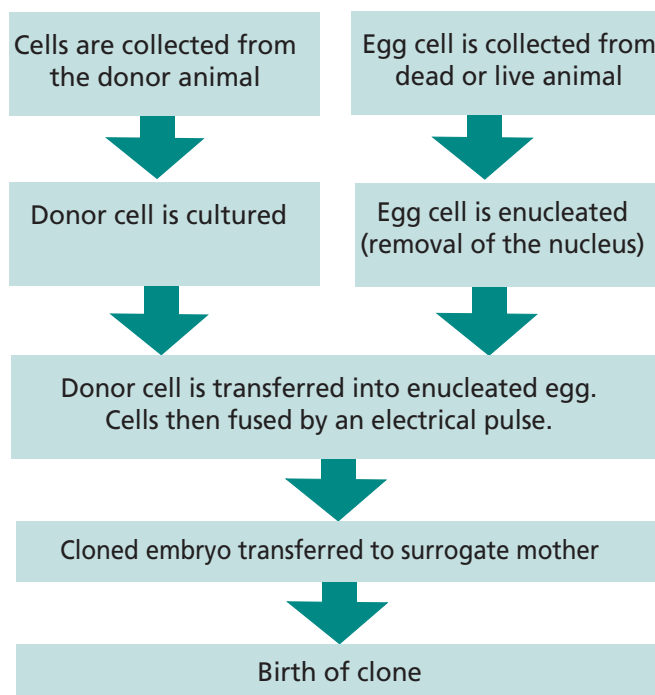 Cells are collected from
the donor animal
Egg cell is collected from
dead or live animal
Donor cell is cultured
Egg cell is enucleated
(removal of the nucleus)
Donor cell is transferred into enucleated egg.
Cells then fused by an electrical pulse.
Cloned embryo transferred to surrogate mother
Birth of clone